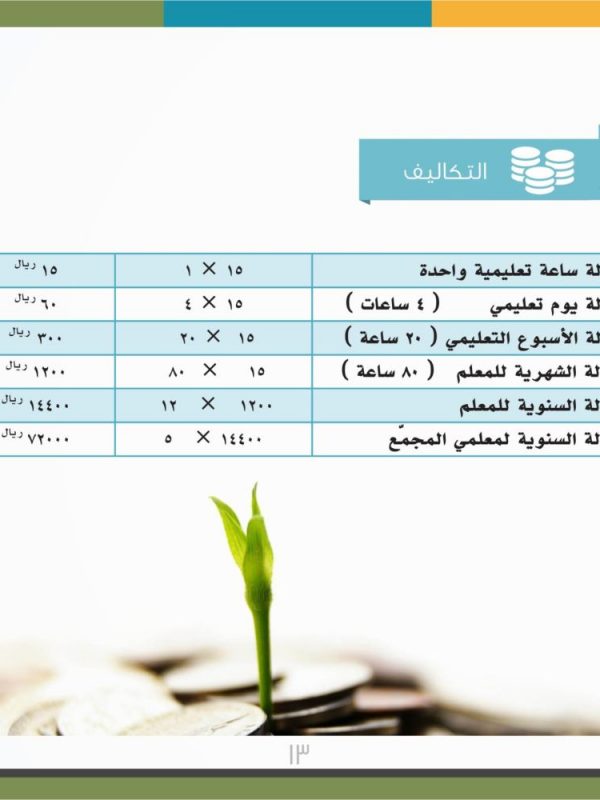 التكاليف
لة ساعة تعليمية واحدة ١٥ × ١ ١٥ ريال
لة يوم تعليمي ( ٤ ساعات ) ١٥ × ٤ ٦٠ ريال
لة الأسبوع التعليمي ( ٢٠ ساعة ) ١٥ × ٢٠ ٣٠٠ ريال
لة الشهرية للمعلم ( ٨٠ ساعة ) ١٥ × ٨٠ ١٢٠٠ ريال
لة السنوية للمعلم ١٢٠٠ × ١٢ ١٤٤٠٠ ريال
لة السنوية لمعلمي المجمّع ١٤٤٠٠ × ٥ ٧٢٠٠٠ ريال
١٣